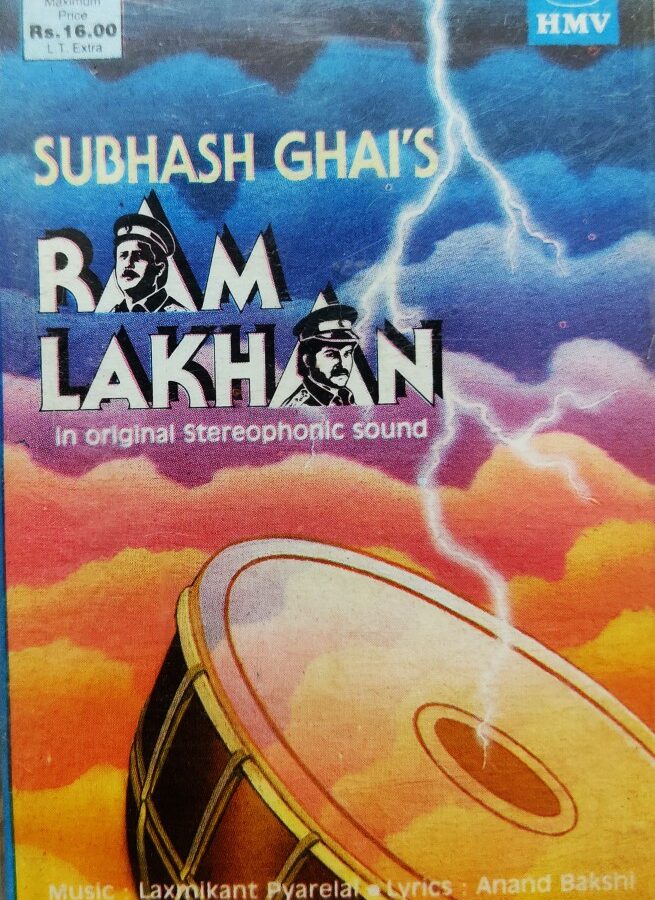 Maximum
Price
Rs.16.00
L.T. Extra
HMV
SUBHASH GHAI'S
RAM
LAKHAN
in original Stereophonic sound
Music : Laxmikant Pyarelal ● Lyrics : Anand Bakshi